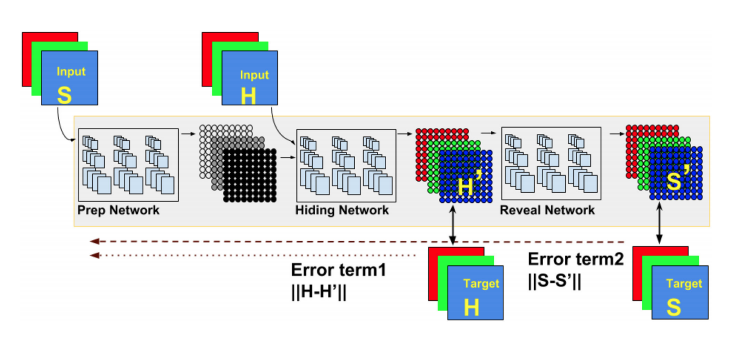 Input
S
Input
H
Prep Network
Hiding Network
H'
Reveal Network
S'
Error term1
||H-H'||
Target
H
Error term2
||S-S'||
Target
S